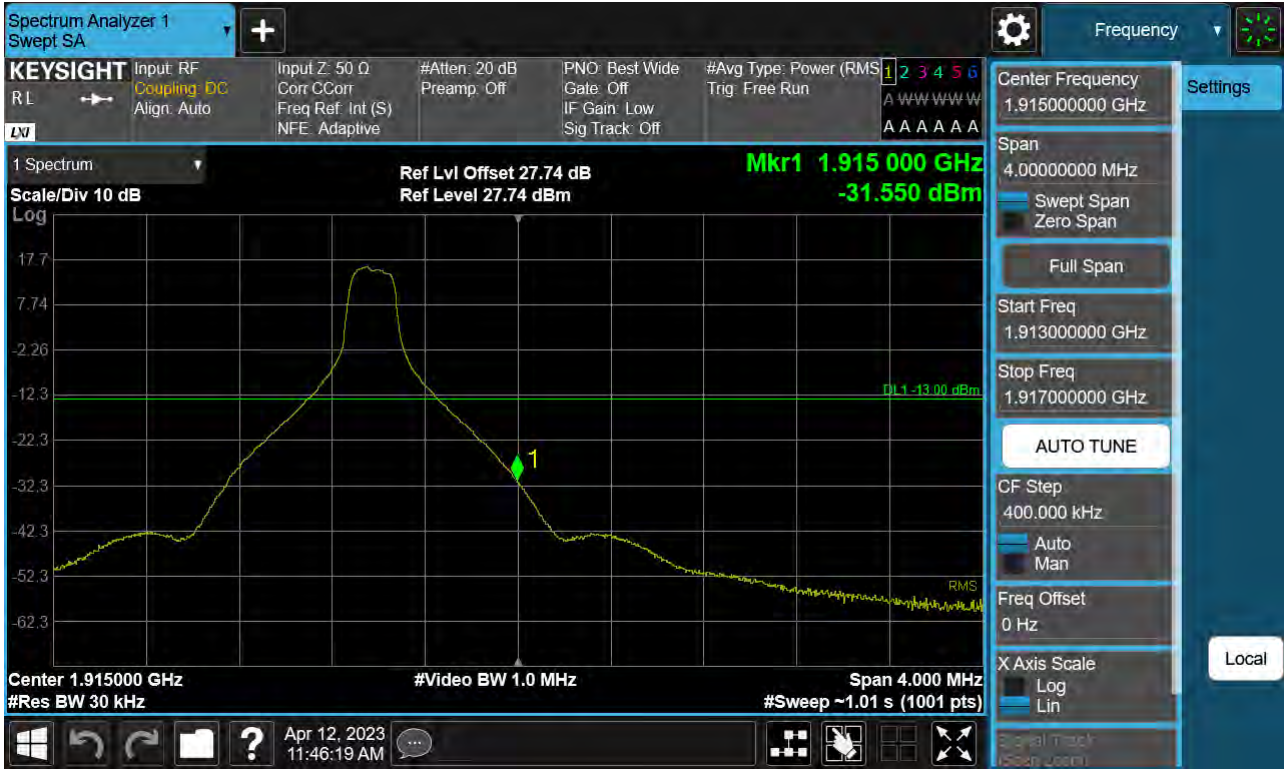 Spectrum Analyzer 1
Swept SA
Frequency
KEYSIGHT
RL
LXI
Input: RF
Coupling: DC
Align: Auto
Input Z: 50 Ω
Corr CCorr
Freq Ref: Int (S)
NFE: Adaptive
#Atten: 20 dB
Preamp: Off
PNO: Best Wide
Gate: Off
IF Gain: Low
Sig Track: Off
#Avg Type: Power (RMS
Trig: Free Run
1 2 3 4 5 6
A W W W W W
A A A A A A
1 Spectrum
Scale/Div 10 dB
Log
Ref Lvl Offset 27.74 dB
Ref Level 27.74 dBm
Mkr1 1.915 000 GHz
-31.550 dBm
17.7
7.74
-2.26
-12.3
-22.3
-32.3
-42.3
-52.3
-62.3
DL1 -13.00 dBm
1
RMS
Center 1.915000 GHz
#Video BW 1.0 MHz
Span 4.000 MHz
#Res BW 30 kHz
#Sweep ~1.01 s (1001 pts)
Center Frequency
1.915000000 GHz
Settings
Span
4.00000000 MHz
Swept Span
Zero Span
Full Span
Start Freq
1.913000000 GHz
Stop Freq
1.917000000 GHz
AUTO TUNE
CF Step
400.000 kHz
Auto
Man
Freq Offset
0 Hz
X Axis Scale
Log
Lin
Local
Signal Track
(Span Zoom)
?
Apr 12, 2023
11:46:19 AM